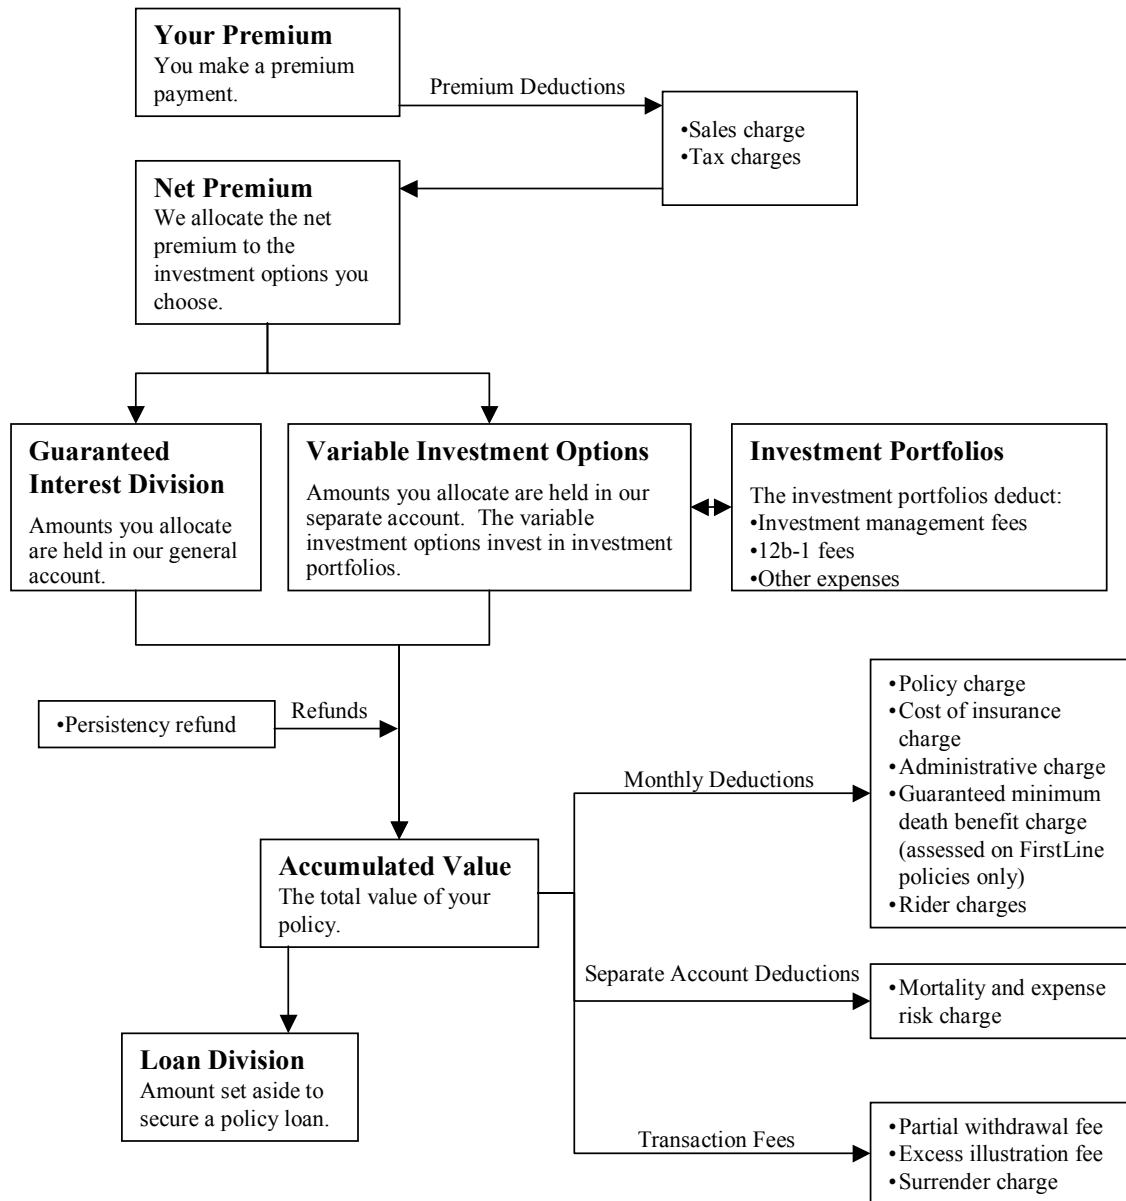 Your Premium
You make a premium
payment.
Premium Deductions
•Sales charge
•Tax charges
Net Premium
We allocate the net
premium to the
investment options you
choose.
Guaranteed
Interest Division
Amounts you allocate
are held in our general
account.
Variable Investment Options
Amounts you allocate are held in our
separate account.  The variable
investment options invest in investment
portfolios.
Investment Portfolios
The investment portfolios deduct:
•Investment management fees
•12b-1 fees
•Other expenses
•Persistency refund
Refunds
Monthly Deductions
•Policy charge
•Cost of insurance
charge
•Administrative charge
•Guaranteed minimum
death benefit charge
(assessed on FirstLine
policies only)
•Rider charges
Accumulated Value
The total value of your
policy.
Separate Account Deductions
•Mortality and expense
risk charge
Loan Division
Amount set aside to
secure a policy loan.
Transaction Fees
•Partial withdrawal fee
•Excess illustration fee
•Surrender charge